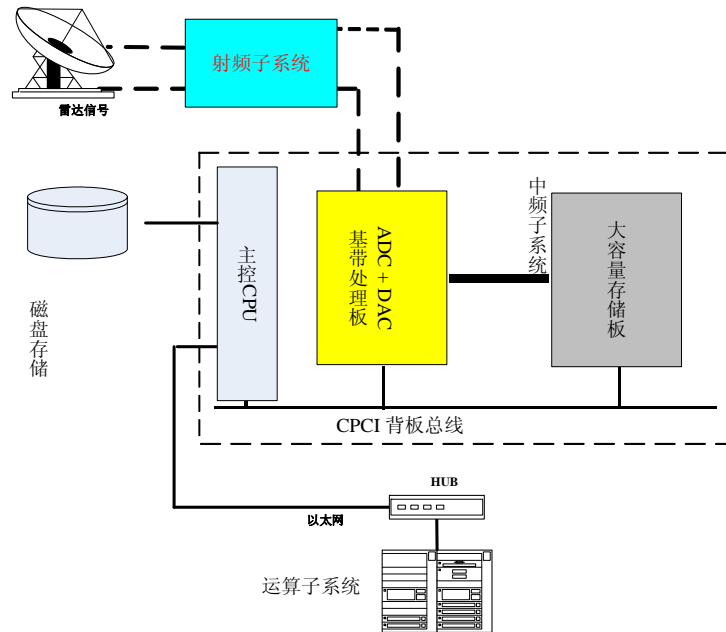 射频子系统
雷达信号
主控CPU
ADC + DAC
基带处理板
中频子系统
大容量存储板
磁盘存储
CPCI 背板总线
HUB
以太网
运算子系统